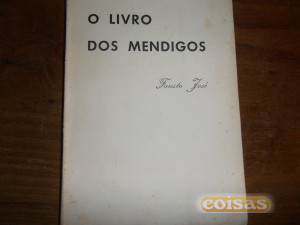 O LIVRO
DOS MENDIGOS
Fausto José
coisas